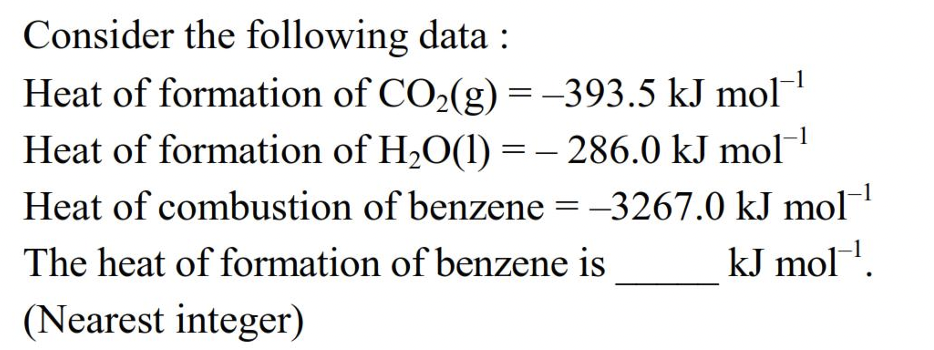 Consider the following data :
Heat of formation of CO₂(g) = –393.5 kJ mol⁻¹
Heat of formation of H₂O(l) = – 286.0 kJ mol⁻¹
Heat of combustion of benzene = –3267.0 kJ mol⁻¹
The heat of formation of benzene is _____ kJ mol⁻¹.
(Nearest integer)